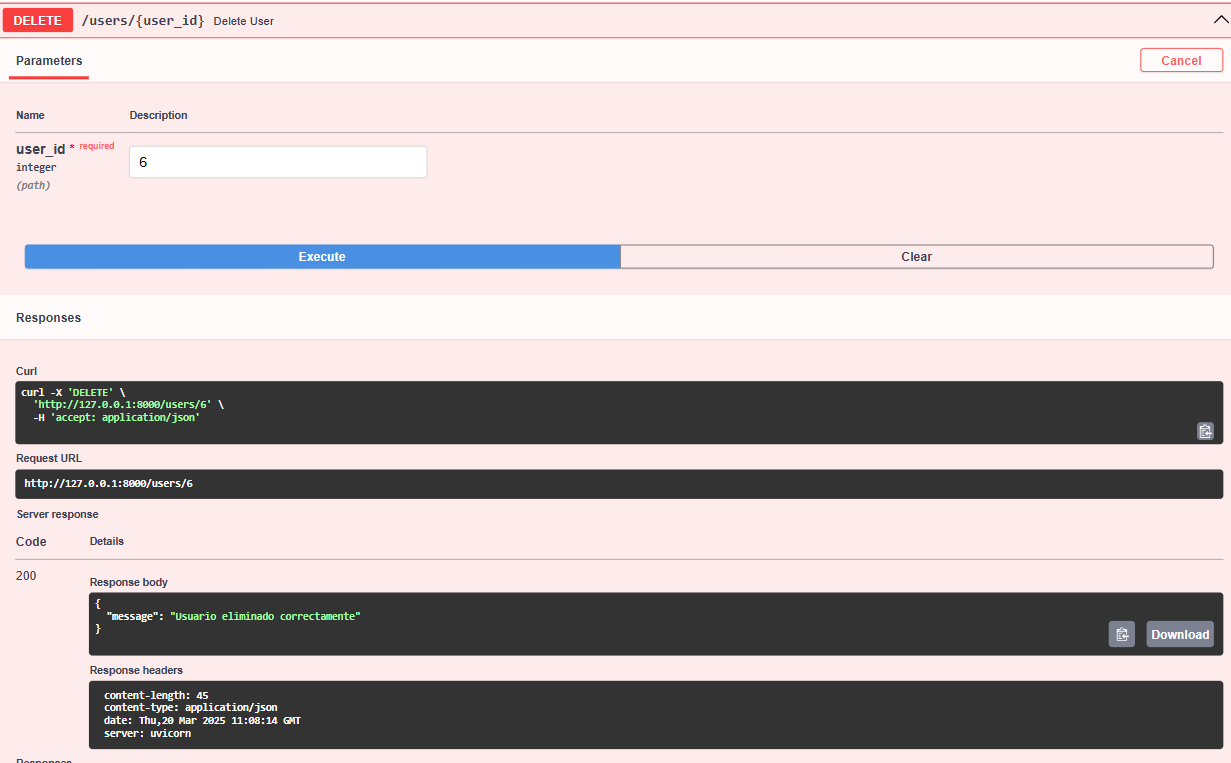 DELETE /users/{user_id} Delete User
Parameters
Cancel
Name Description
user_id * required
integer
(path)
6
Execute
Clear
Responses
Curl
curl -X 'DELETE' \
'http://127.0.0.1:8000/users/6' \
-H 'accept: application/json'
Request URL
http://127.0.0.1:8000/users/6
Server response
Code Details
200
Response body
{
"message": "Usuario eliminado correctamente"
}
Download
Response headers
content-length: 45
content-type: application/json
date: Thu,20 Mar 2025 11:08:14 GMT
server: uvicorn
Responses